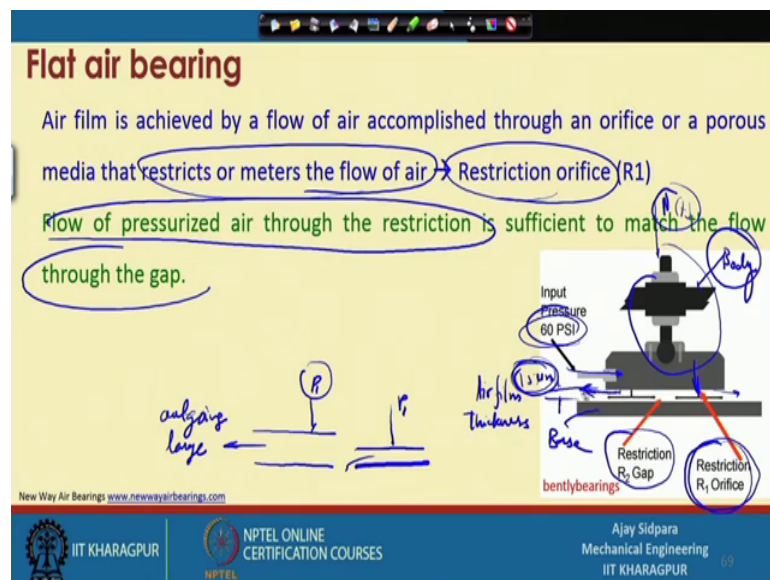 Flat air bearing
Air film is achieved by a flow of air accomplished through an orifice or a porous
media that restricts or meters the flow of air → Restriction orifice (R1)
Flow of pressurized air through the restriction is sufficient to match the flow
through the gap.
Body
Input
Pressure
60 PSI
Air film
thickness
Base
P1
P1
outgoing
large
Restriction
R2 Gap
Restriction
R1 Orifice
bentlybearings
New Way Air Bearings www.newwayairbearings.com
IIT KHARAGPUR
NPTEL
NPTEL ONLINE
CERTIFICATION COURSES
Ajay Sidpara
Mechanical Engineering
IIT KHARAGPUR
69